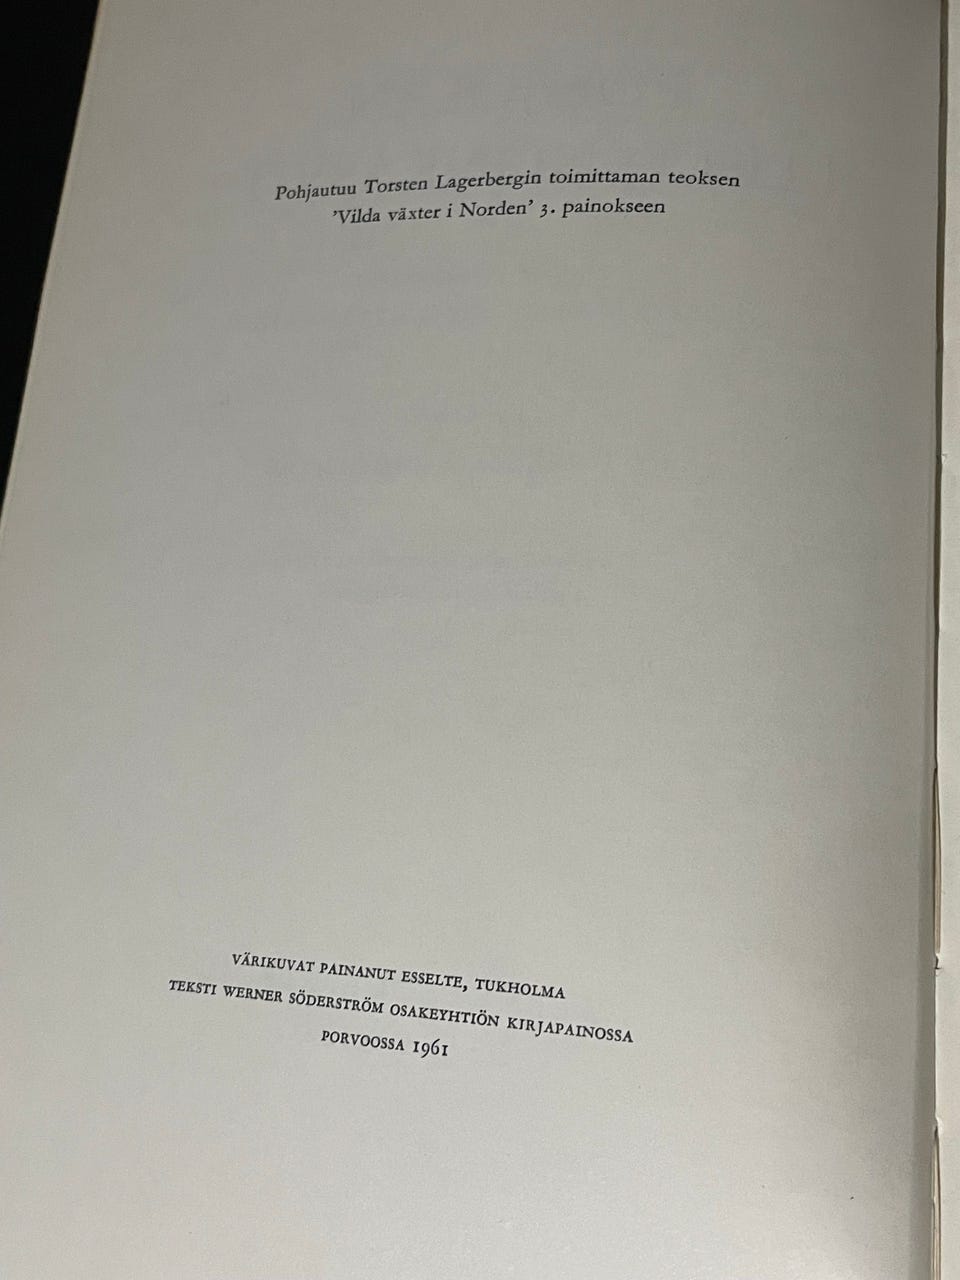 Pohjautuu Torsten Lagerbergin toimittaman teoksen
’Vilda växter i Norden’ 3. painokseen
VÄRIKUVAT PAINANUT ESSELTE, TUKHOLMA
TEKSTI WERNER SÖDERSTRÖM OSAKEYHTIÖN KIRJAPAINOSSA
PORVOOSSA 1961